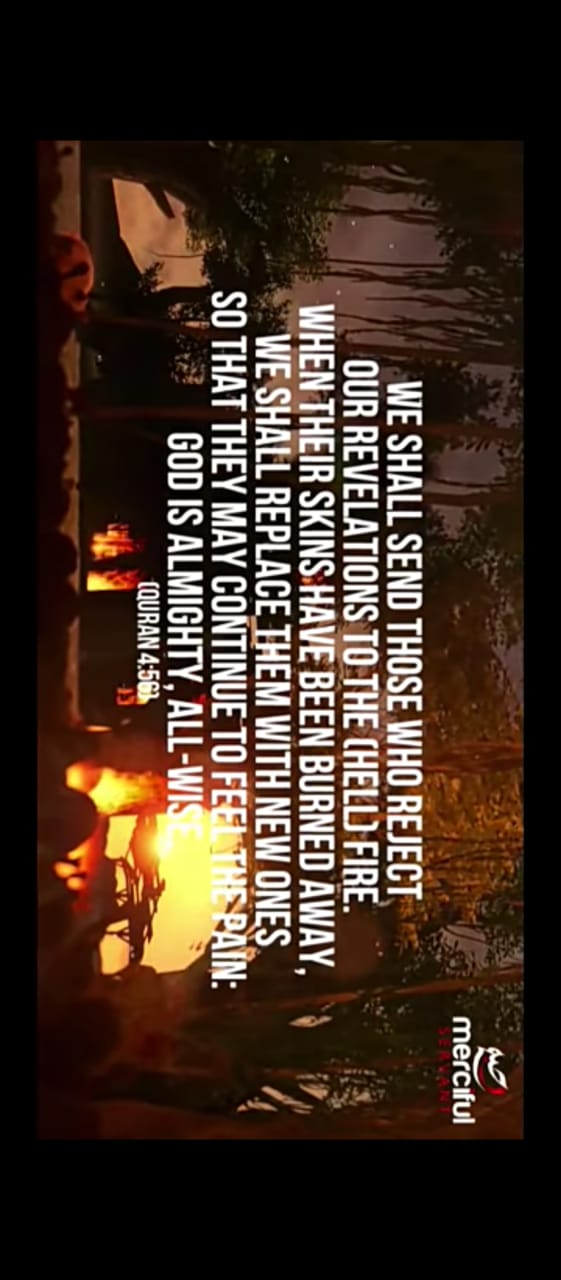 WE SHALL SEND THOSE WHO REJECT
OUR REVELATIONS TO THE (HELL) FIRE.
WHEN THEIR SKINS HAVE BEEN BURNED AWAY,
WE SHALL REPLACE THEM WITH NEW ONES
SO THAT THEY MAY CONTINUE TO FEEL THE PAIN:
GOD IS ALMIGHTY, ALL-WISE.
(QURAN 4:56)
merciful
SERVANT